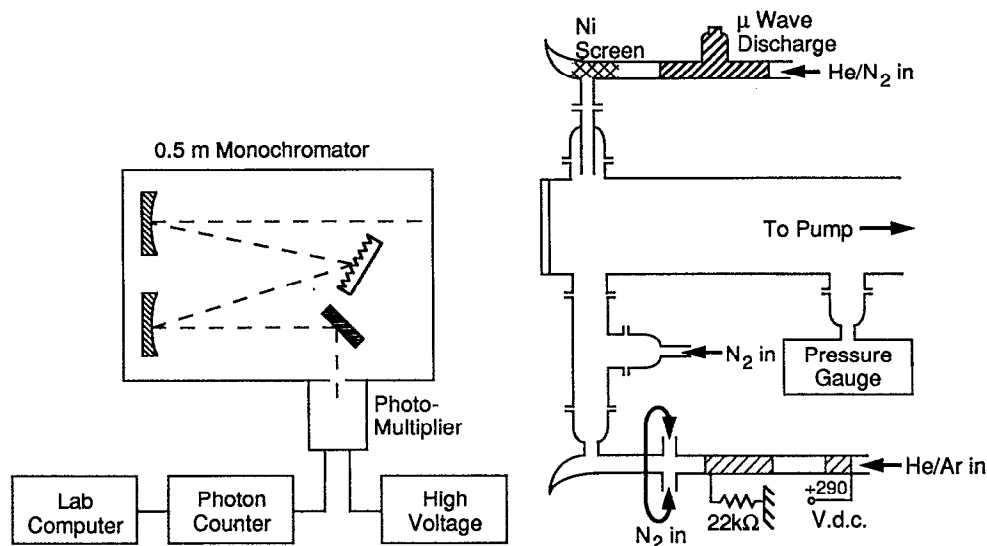 Ni
Screen
μ Wave
Discharge
He/N2 in
0.5 m Monochromator
To Pump
N2 in
Pressure
Gauge
Photo-
Multiplier
He/Ar in
Lab
Computer
Photon
Counter
High
Voltage
+290
V.d.c.
22kΩ
N2 in